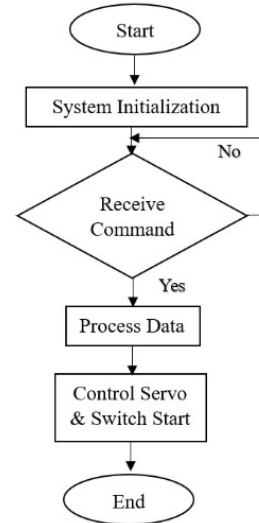 Start
System Initialization
No
Receive
Command
Yes
Process Data
Control Servo
& Switch Start
End